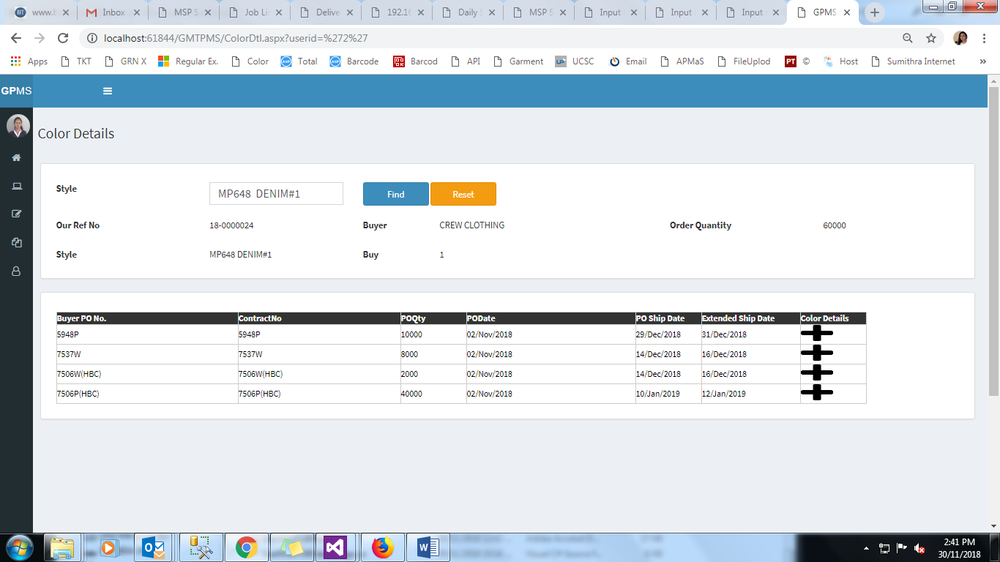 www.b
Inbox
MSP S
Job Li
Delive
192.16
Daily
MSP S
Input
Input
Input
GPMS
localhost:61844/GMTPMS/ColorDtl.aspx?userid=%272%27
Apps TKT GRN X Regular Ex. Color Total Barcode Barcod API Garment UCSC Email APMaS FileUplod PT © Host Sumithra Internet »
GPMS
Color Details
Style MP648 DENIM#1 Find Reset
Our Ref No 18-0000024 Buyer CREW CLOTHING Order Quantity 60000
Style MP648 DENIM#1 Buy 1
Buyer PO No. ContractNo POQty PODate PO Ship Date Extended Ship Date Color Details
5948P 5948P 10000 02/Nov/2018 29/Dec/2018 31/Dec/2018
7537W 7537W 8000 02/Nov/2018 14/Dec/2018 16/Dec/2018
7506W(HBC) 7506W(HBC) 2000 02/Nov/2018 14/Dec/2018 16/Dec/2018
7506P(HBC) 7506P(HBC) 40000 02/Nov/2018 10/Jan/2019 12/Jan/2019
2:41 PM
30/11/2018